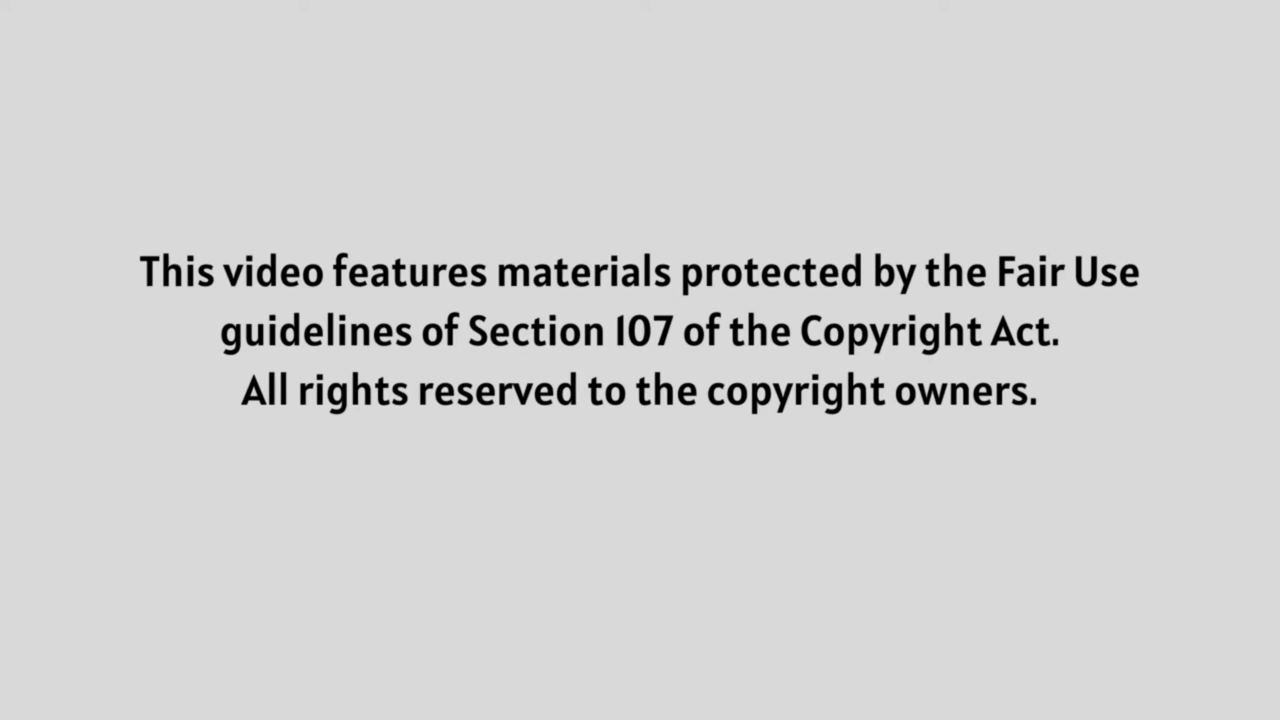 This video features materials protected by the Fair Use
guidelines of Section 107 of the Copyright Act.
All rights reserved to the copyright owners.